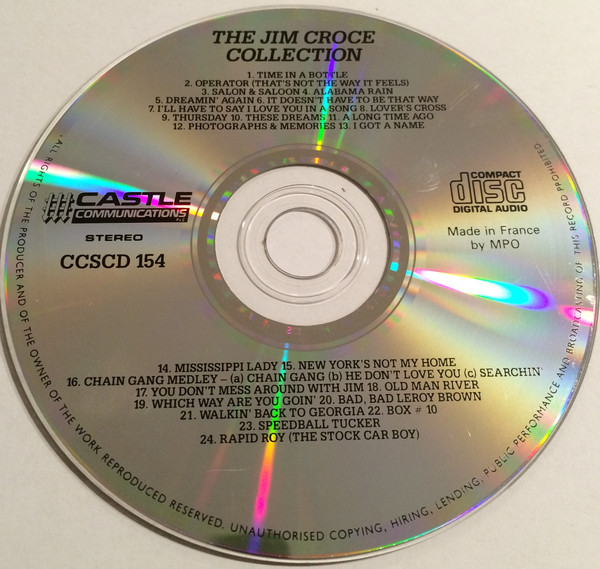 THE JIM CROCE
COLLECTION
1. TIME IN A BOTTLE
2. OPERATOR (THAT'S NOT THE WAY IT FEELS)
3. SALON & SALOON 4. ALABAMA RAIN
5. DREAMIN' AGAIN 6. IT DOESN'T HAVE TO BE THAT WAY
7. I'LL HAVE TO SAY I LOVE YOU IN A SONG 8. LOVER'S CROSS
9. THURSDAY 10. THESE DREAMS 11. A LONG TIME AGO
12. PHOTOGRAPHS & MEMORIES 13. I GOT A NAME
CASTLE
COMMUNICATIONS
STEREO
CCSCD 154
COMPACT
disc
DIGITAL AUDIO
Made in France
by MPO
14. MISSISSIPPI LADY 15. NEW YORK'S NOT MY HOME
16. CHAIN GANG MEDLEY – (a) CHAIN GANG (b) HE DON'T LOVE YOU (c) SEARCHIN'
17. YOU DON'T MESS AROUND WITH JIM 18. OLD MAN RIVER
19. WHICH WAY ARE YOU GOIN' 20. BAD, BAD LEROY BROWN
21. WALKIN' BACK TO GEORGIA 22. BOX # 10
23. SPEEDBALL TUCKER
24. RAPID ROY (THE STOCK CAR BOY)
ALL RIGHTS OF THE PRODUCER AND OF THE OWNER OF THE WORK REPRODUCED RESERVED. UNAUTHORISED COPYING, HIRING, LENDING, PUBLIC PERFORMANCE AND BROADCASTING OF THIS RECORD PROHIBITED.